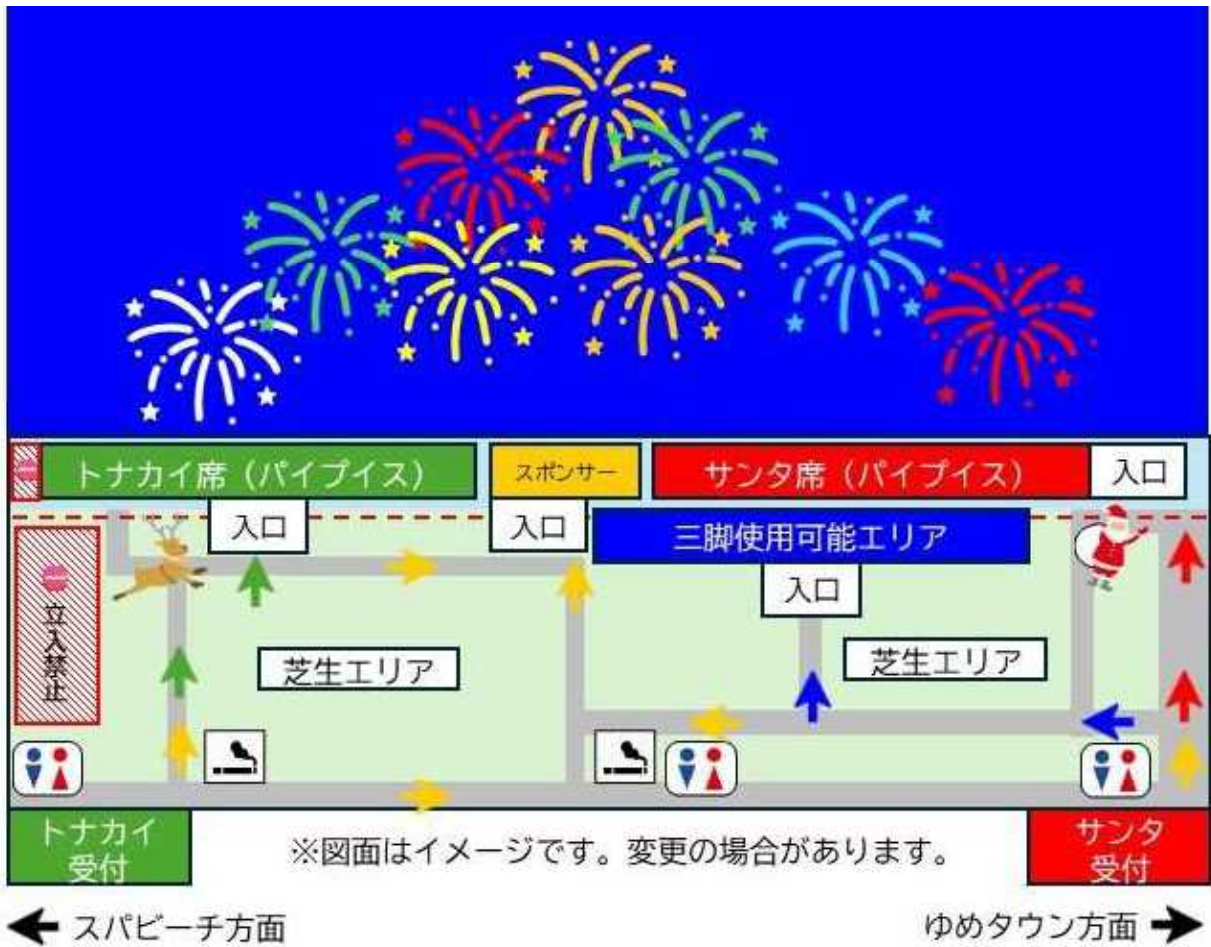 トナカイ席（パイプイス）
スポンサー
サンタ席（パイプイス）
入口
入口
入口
三脚使用可能エリア
入口
立入禁止
芝生エリア
芝生エリア
トナカイ
受付
※図面はイメージです。変更の場合があります。
サンタ
受付
スパビーチ方面
ゆめタウン方面